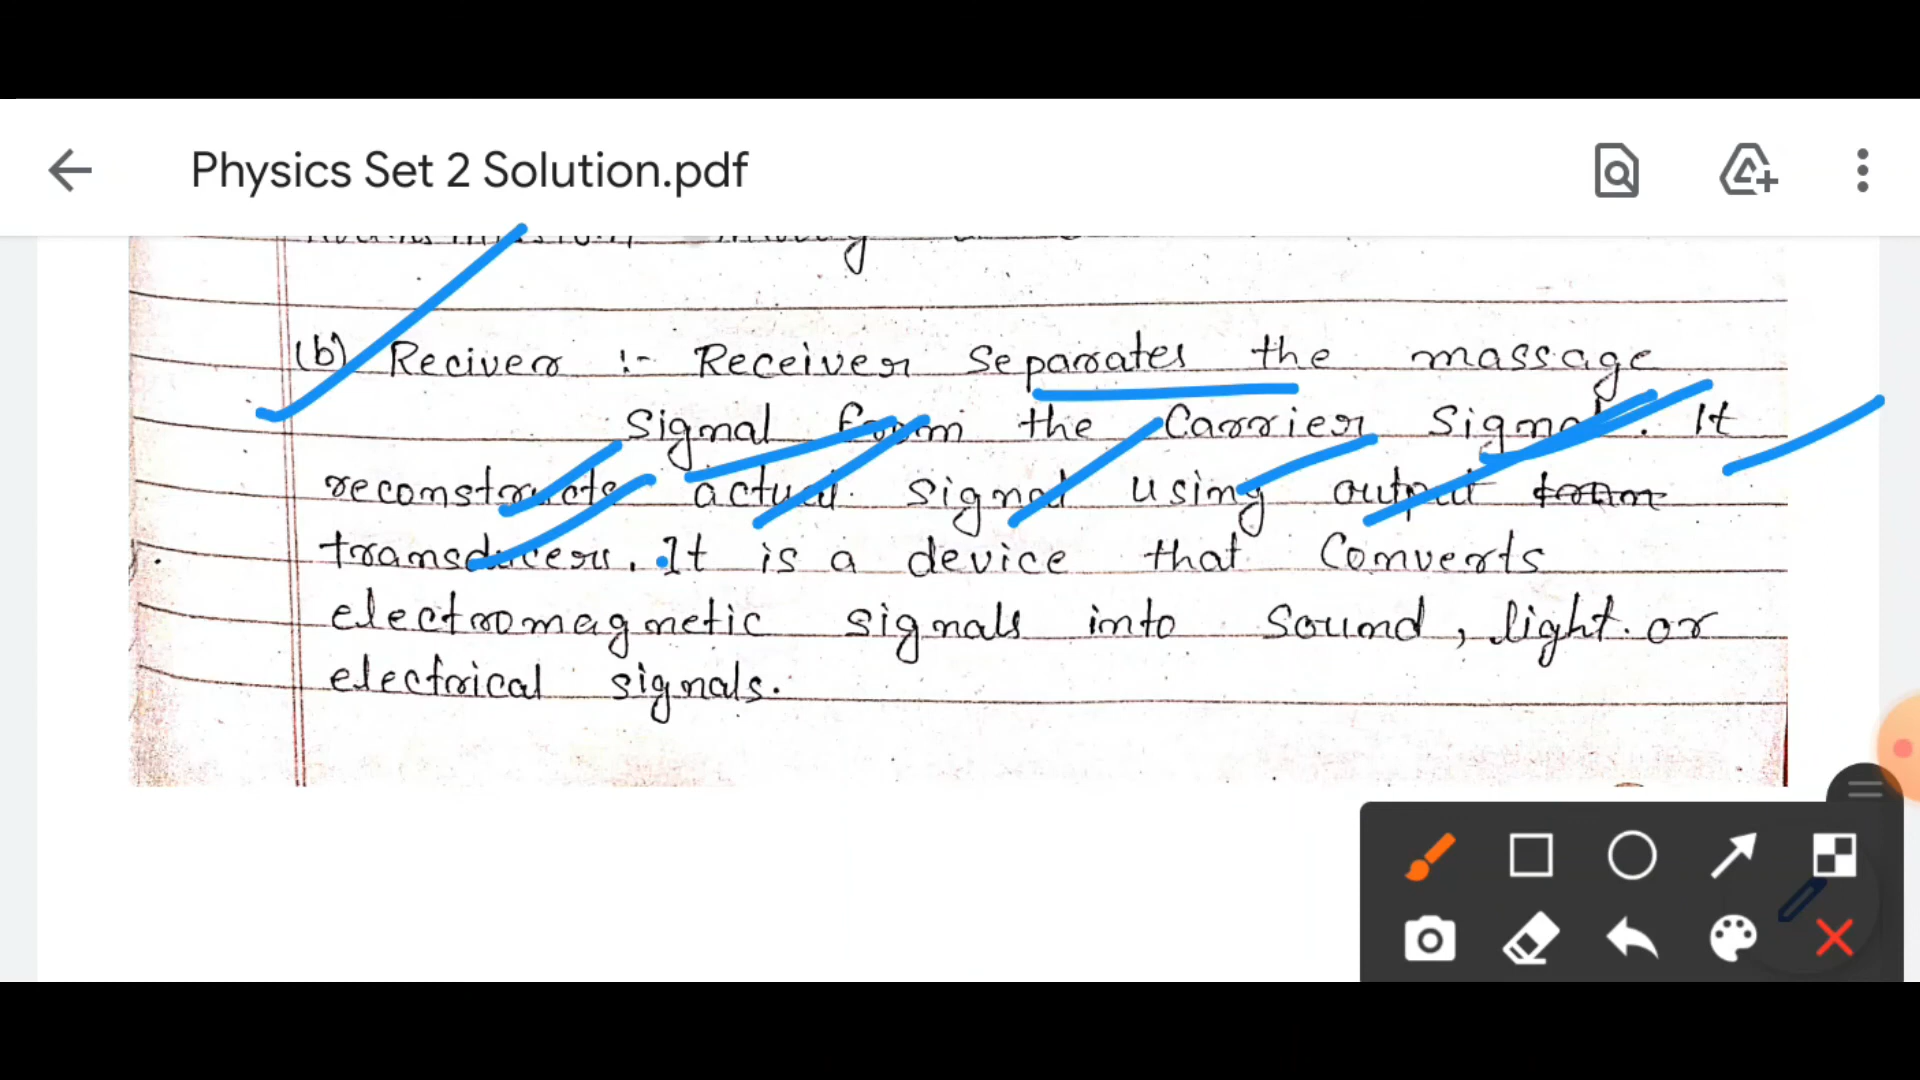 Physics Set 2 Solution.pdf
(b) Reciver :- Receiver Separates the massage
Signal form the Carrier Signal. It
reconstructs actual signal using output
transducers. It is a device that Converts
electromagnetic signals into Sound, light or
electrical signals.